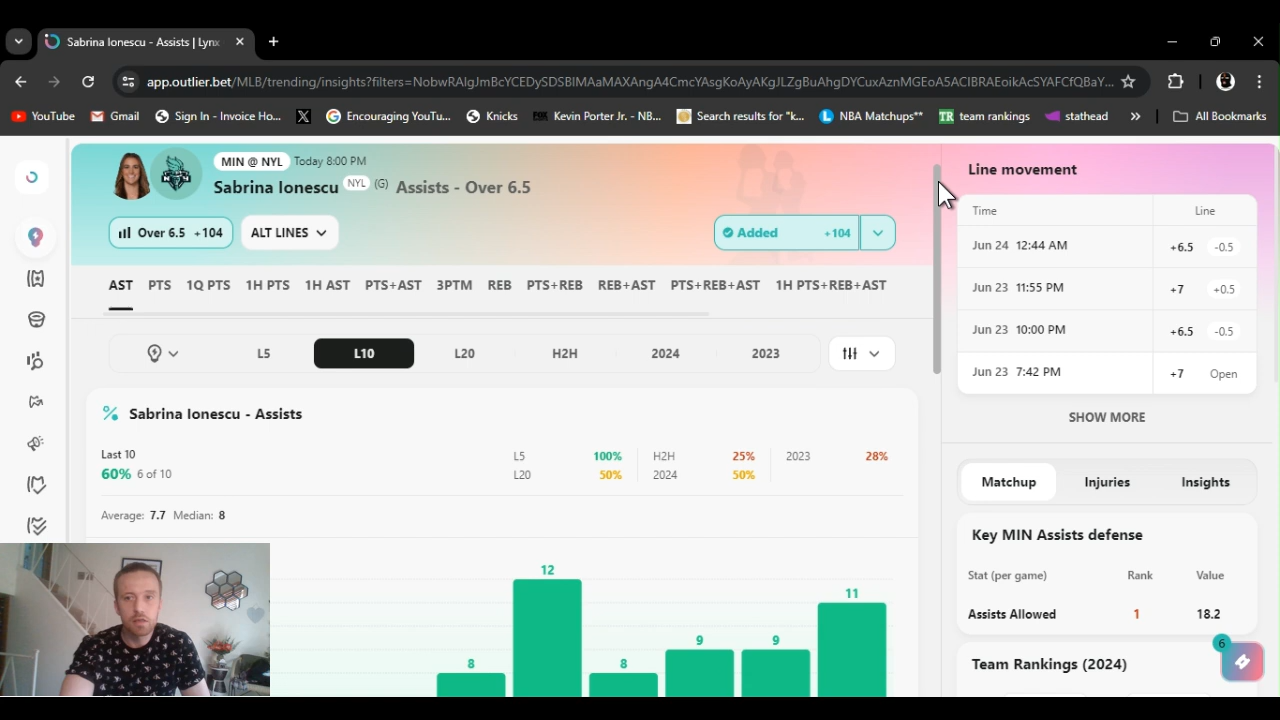 Sabrina Ionescu - Assists | Lynx
app.outlier.bet/MLB/trending/insights?filters=
YouTube Gmail Sign In - Invoice Ho... Encouraging YouTu... Knicks Kevin Porter Jr. - NB... Search results for "k... NBA Matchups** team rankings stathead » All Bookmarks
MIN @ NYL Today 8:00 PM
Sabrina Ionescu NYL (G) Assists - Over 6.5
Over 6.5 +104 ALT LINES Added +104
AST PTS 1Q PTS 1H PTS 1H AST PTS+AST 3PTM REB PTS+REB REB+AST PTS+REB+AST 1H PTS+REB+AST
L5 L10 L20 H2H 2024 2023
Sabrina Ionescu - Assists
Last 10
60% 6 of 10
L5 100% H2H 25% 2023 28%
L20 50% 2024 50%
Average: 7.7 Median: 8
12
11
9 9
8 8
Line movement
Time Line
Jun 24 12:44 AM +6.5 -0.5
Jun 23 11:55 PM +7 +0.5
Jun 23 10:00 PM +6.5 -0.5
Jun 23 7:42 PM +7 Open
SHOW MORE
Matchup Injuries Insights
Key MIN Assists defense
Stat (per game) Rank Value
Assists Allowed 1 18.2
6
Team Rankings (2024)